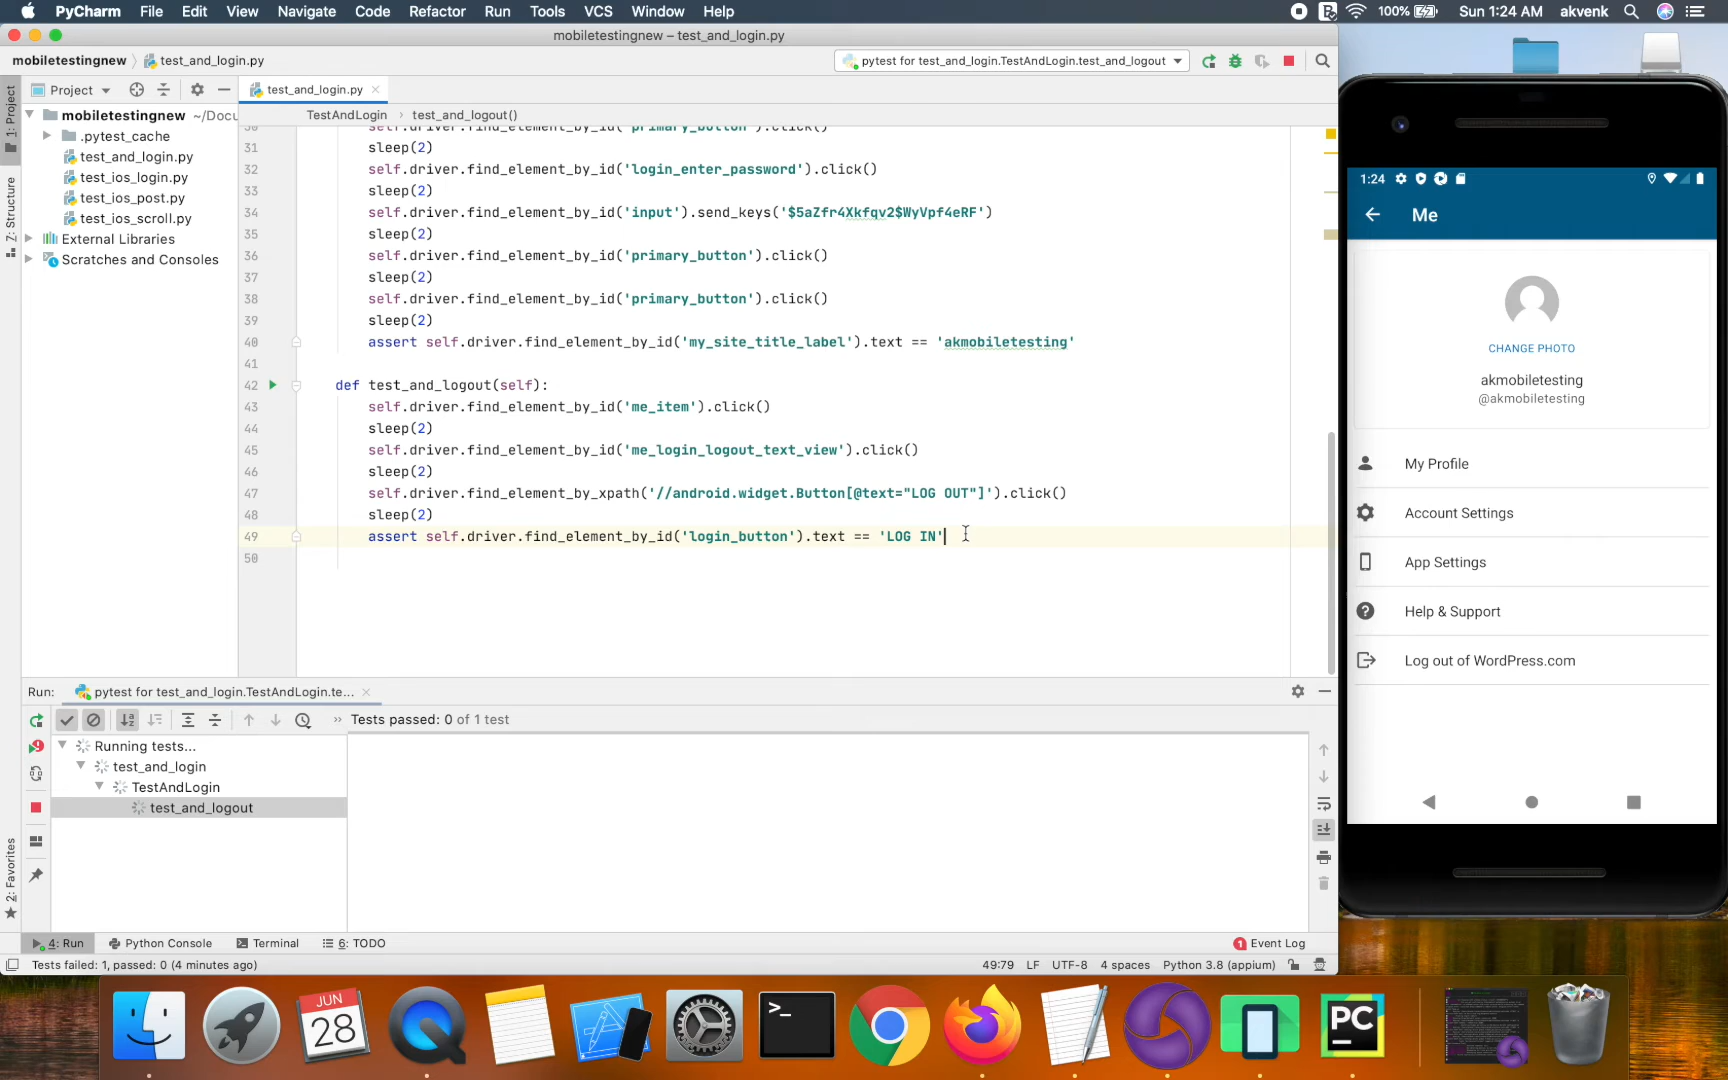 PyCharm File Edit View Navigate Code Refactor Run Tools VCS Window Help 100% Sun 1:24 AM akvenk
mobiletestingnew – test_and_login.py
mobiletestingnew › test_and_login.py
pytest for test_and_login.TestAndLogin.test_and_logout
Project
test_and_login.py
1: Project
Z: Structure
2: Favorites
mobiletestingnew ~/Docu
.pytest_cache
test_and_login.py
test_ios_login.py
test_ios_post.py
test_ios_scroll.py
External Libraries
Scratches and Consoles
TestAndLogin › test_and_logout()
30 self.driver.find_element_by_id('primary_button').click()
31 sleep(2)
32 self.driver.find_element_by_id('login_enter_password').click()
33 sleep(2)
34 self.driver.find_element_by_id('input').send_keys('$5aZfr4Xkfqv2$WyVpf4eRF')
35 sleep(2)
36 self.driver.find_element_by_id('primary_button').click()
37 sleep(2)
38 self.driver.find_element_by_id('primary_button').click()
39 sleep(2)
40 assert self.driver.find_element_by_id('my_site_title_label').text == 'akmobiletesting'
41
42 def test_and_logout(self):
43 self.driver.find_element_by_id('me_item').click()
44 sleep(2)
45 self.driver.find_element_by_id('me_login_logout_text_view').click()
46 sleep(2)
47 self.driver.find_element_by_xpath('//android.widget.Button[@text="LOG OUT"]').click()
48 sleep(2)
49 assert self.driver.find_element_by_id('login_button').text == 'LOG IN'
50
Run: pytest for test_and_login.TestAndLogin.te...
Tests passed: 0 of 1 test
Running tests...
test_and_login
TestAndLogin
test_and_logout
4: Run Python Console Terminal 6: TODO 1 Event Log
Tests failed: 1, passed: 0 (4 minutes ago) 49:79 LF UTF-8 4 spaces Python 3.8 (appium)
1:24
Me
CHANGE PHOTO
akmobiletesting
@akmobiletesting
My Profile
Account Settings
App Settings
Help & Support
Log out of WordPress.com
JUN
28
PC